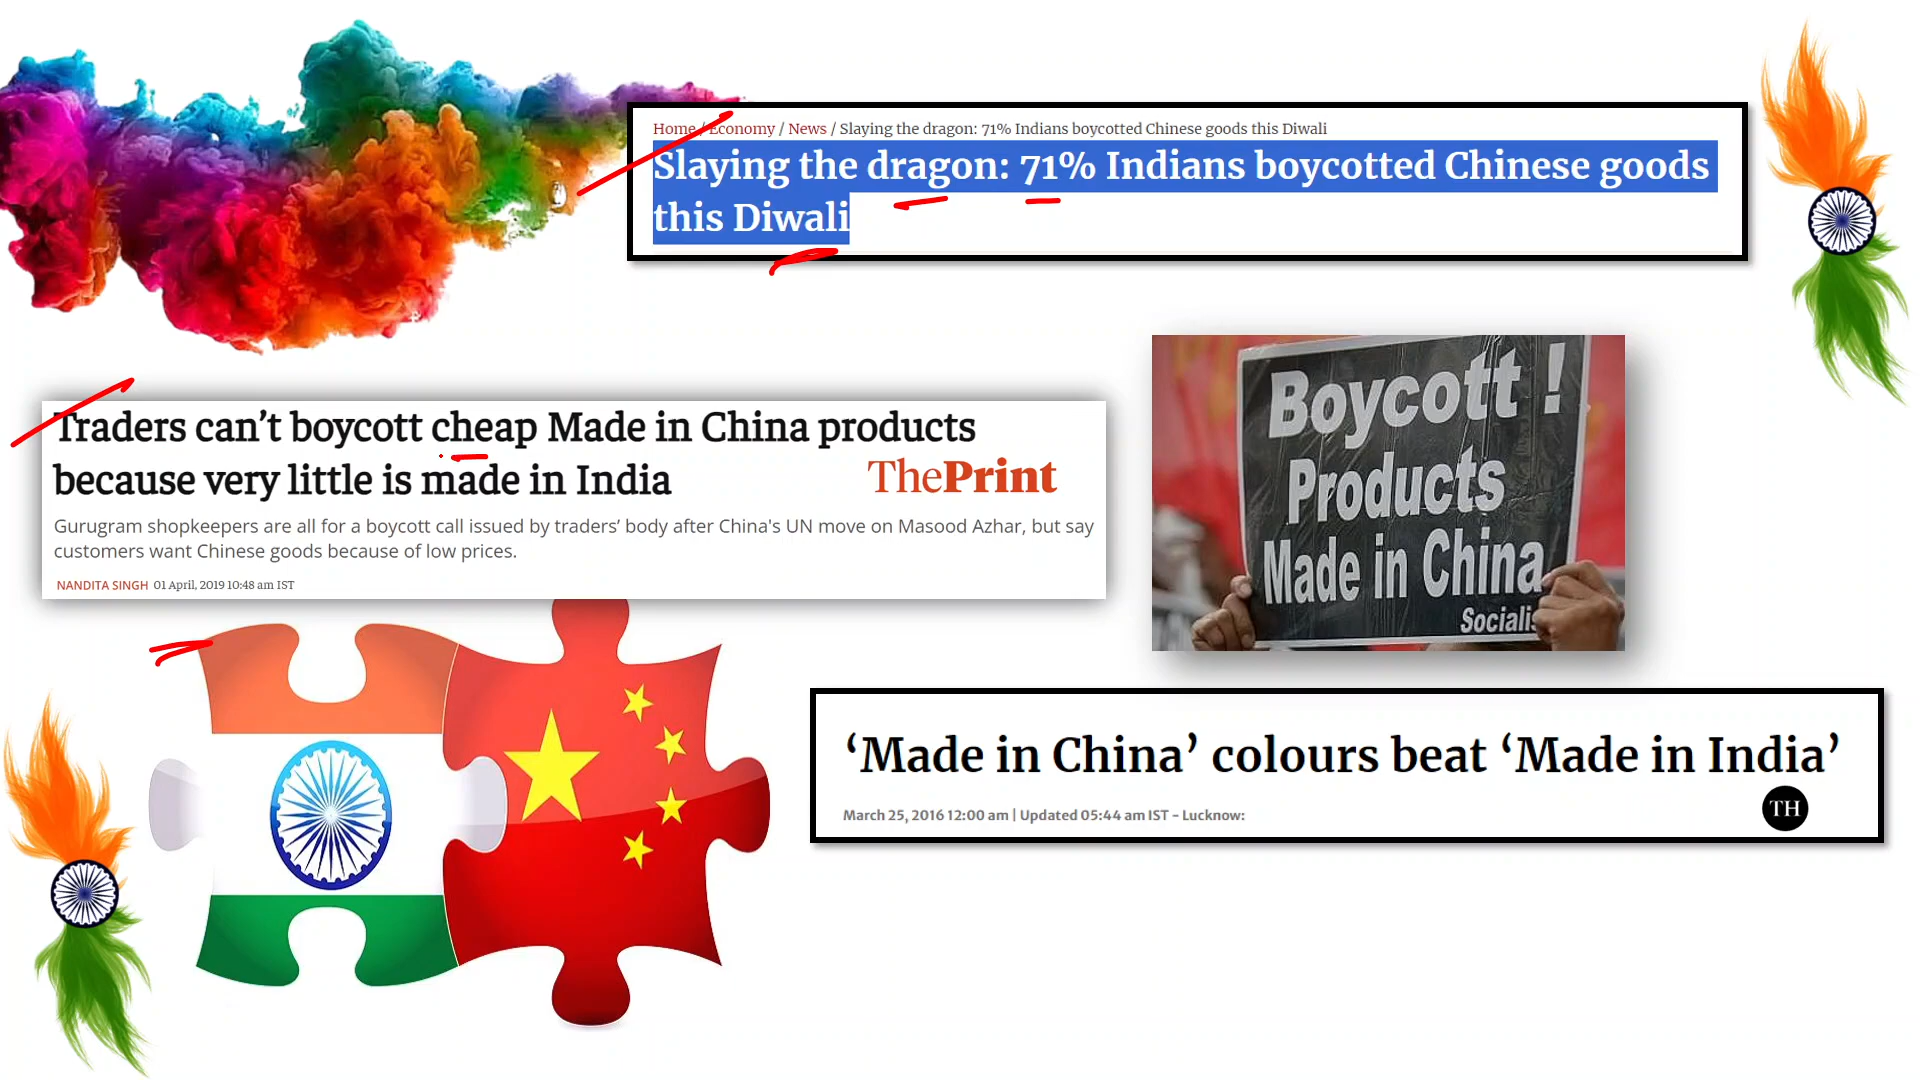 Home / Economy / News / Slaying the dragon: 71% Indians boycotted Chinese goods this Diwali
Slaying the dragon: 71% Indians boycotted Chinese goods
this Diwali
Traders can’t boycott cheap Made in China products
because very little is made in India
ThePrint
Gurugram shopkeepers are all for a boycott call issued by traders’ body after China's UN move on Masood Azhar, but say
customers want Chinese goods because of low prices.
NANDITA SINGH 01 April, 2019 10:48 am IST
Boycott !
Products
Made in China
Socialis
‘Made in China’ colours beat ‘Made in India’
March 25, 2016 12:00 am | Updated 05:44 am IST - Lucknow:
TH